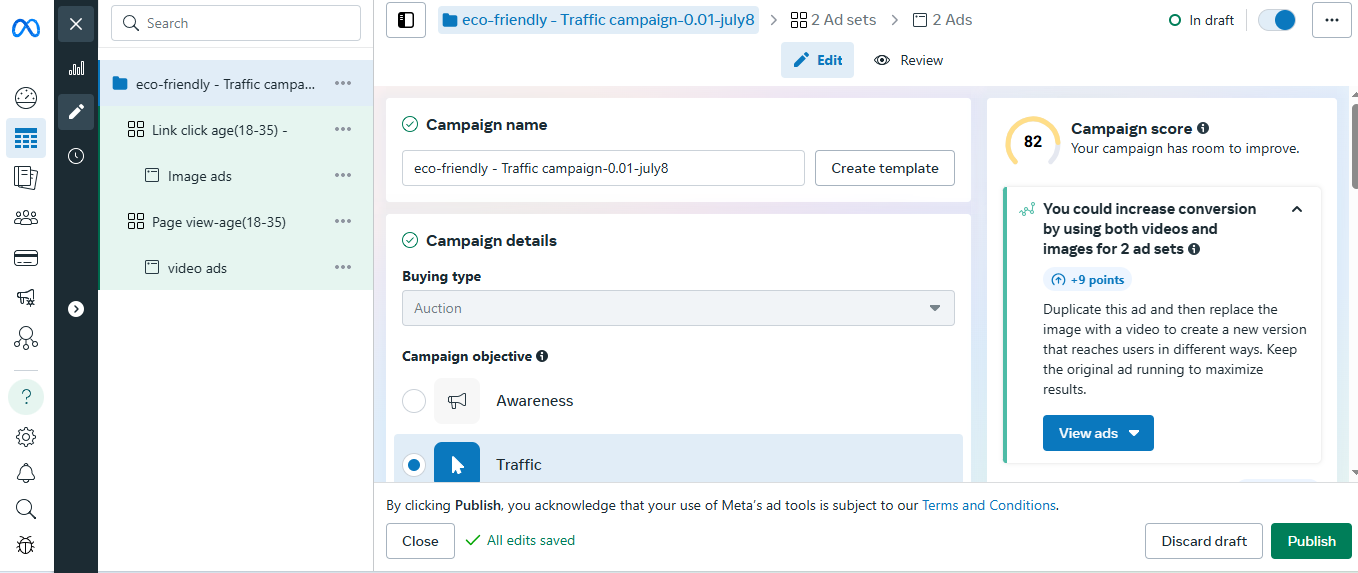 Search
eco-friendly - Traffic campaign-0.01-july8
2 Ad sets
2 Ads
In draft
Edit
Review
eco-friendly - Traffic campa...
Link click age(18-35) -
Image ads
Page view-age(18-35)
video ads
Campaign name
eco-friendly - Traffic campaign-0.01-july8
Create template
Campaign details
Buying type
Auction
Campaign objective
Awareness
Traffic
82
Campaign score
Your campaign has room to improve.
You could increase conversion
by using both videos and
images for 2 ad sets
+9 points
Duplicate this ad and then replace the
image with a video to create a new version
that reaches users in different ways. Keep
the original ad running to maximize
results.
View ads
By clicking Publish, you acknowledge that your use of Meta's ad tools is subject to our Terms and Conditions.
Close
All edits saved
Discard draft
Publish